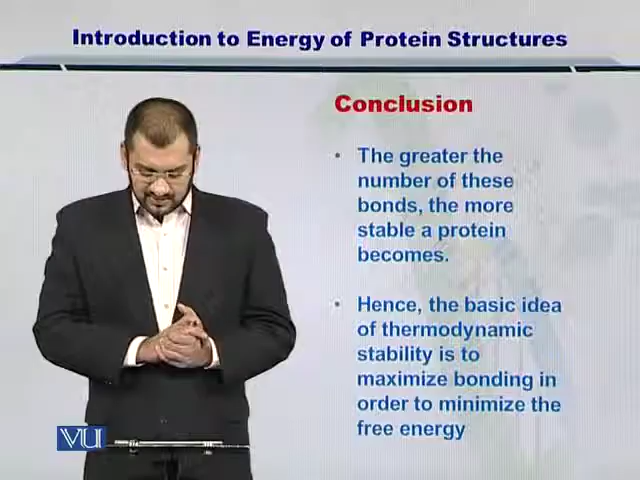 Introduction to Energy of Protein Structures
Conclusion
• The greater the
number of these
bonds, the more
stable a protein
becomes.
• Hence, the basic idea
of thermodynamic
stability is to
maximize bonding in
order to minimize the
free energy
VU